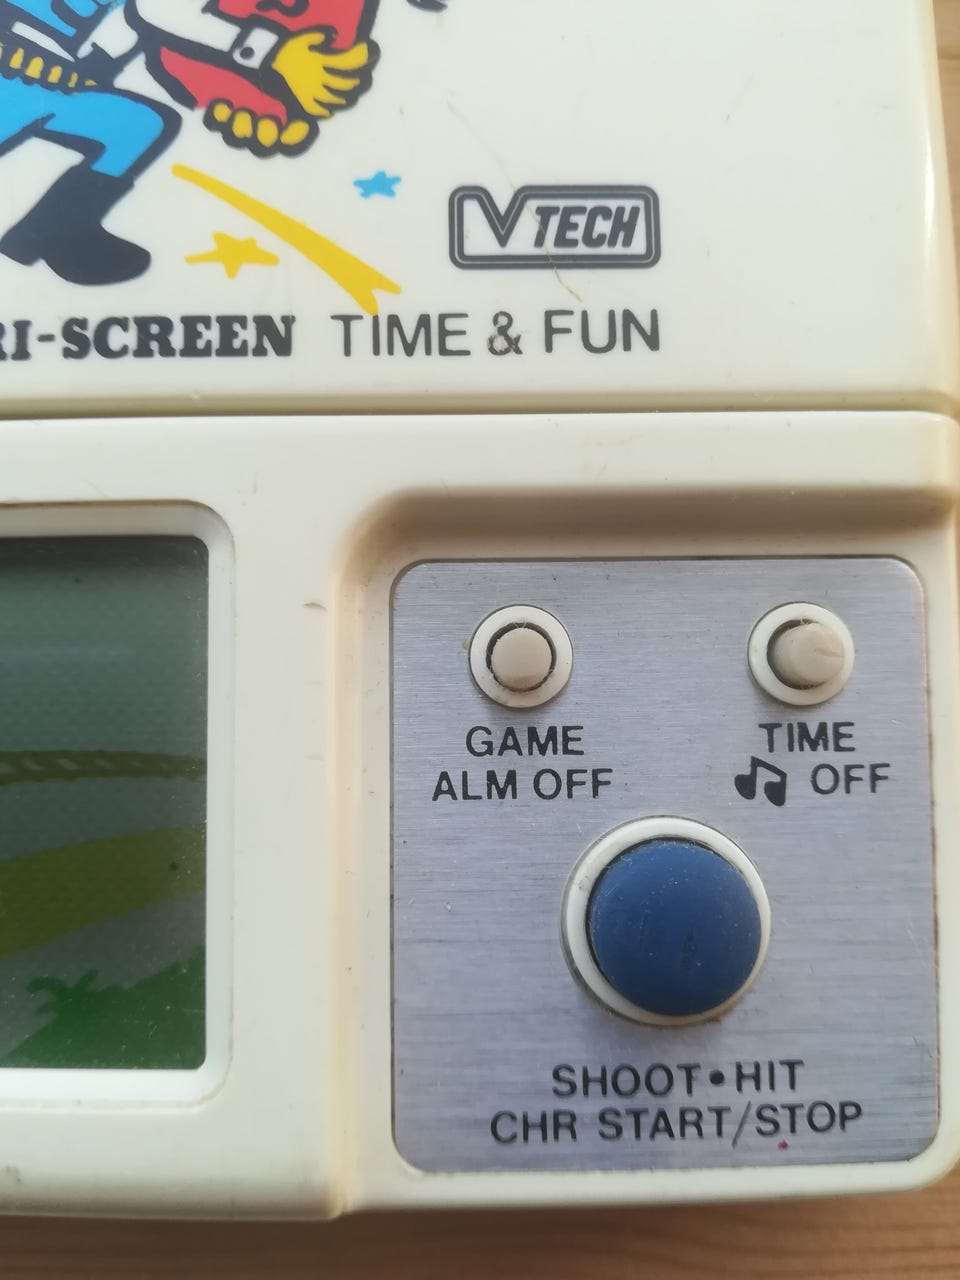 VTECH
RI-SCREEN TIME & FUN
GAME
ALM OFF
TIME
♫ OFF
SHOOT•HIT
CHR START/STOP